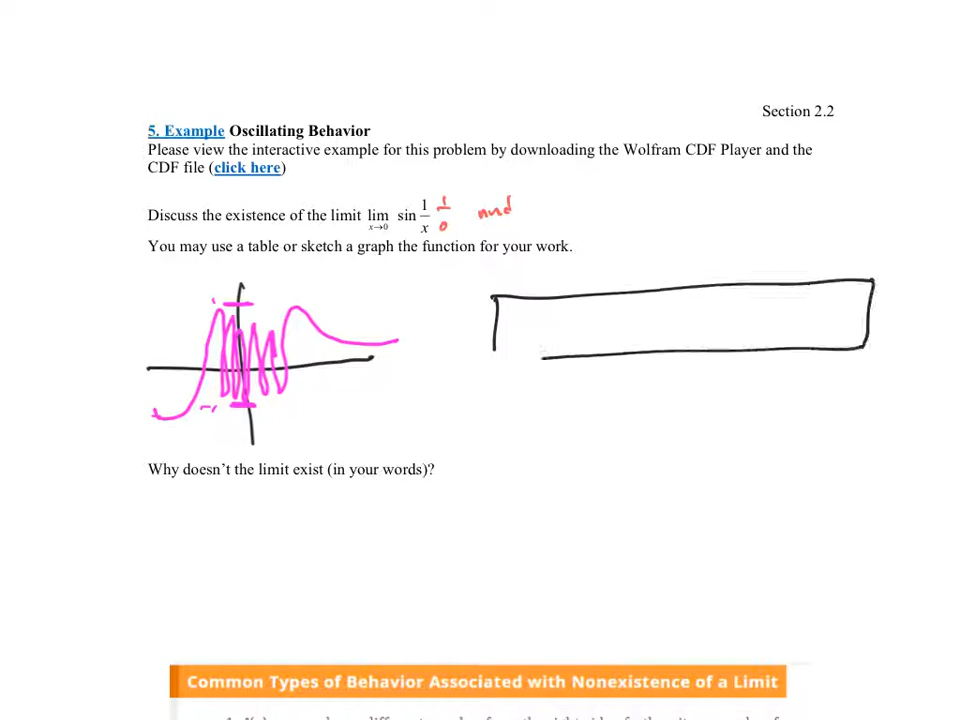 Section 2.2
5. Example Oscillating Behavior
Please view the interactive example for this problem by downloading the Wolfram CDF Player and the
CDF file (click here)
Discuss the existence of the limit lim x→0 sin 1/x 1/0 und
You may use a table or sketch a graph the function for your work.
Why doesn't the limit exist (in your words)?
Common Types of Behavior Associated with Nonexistence of a Limit